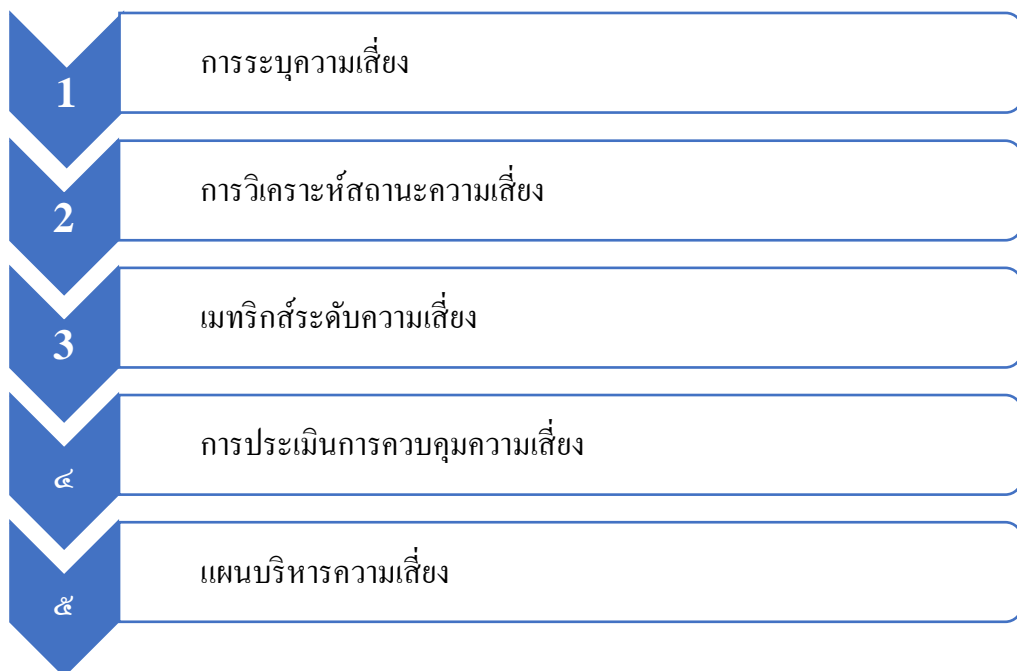 1
การระบุความเสี่ยง
2
การวิเคราะห์สถานะความเสี่ยง
3
เมทริกส์ระดับความเสี่ยง
๔
การประเมินการควบคุมความเสี่ยง
๕
แผนบริหารความเสี่ยง